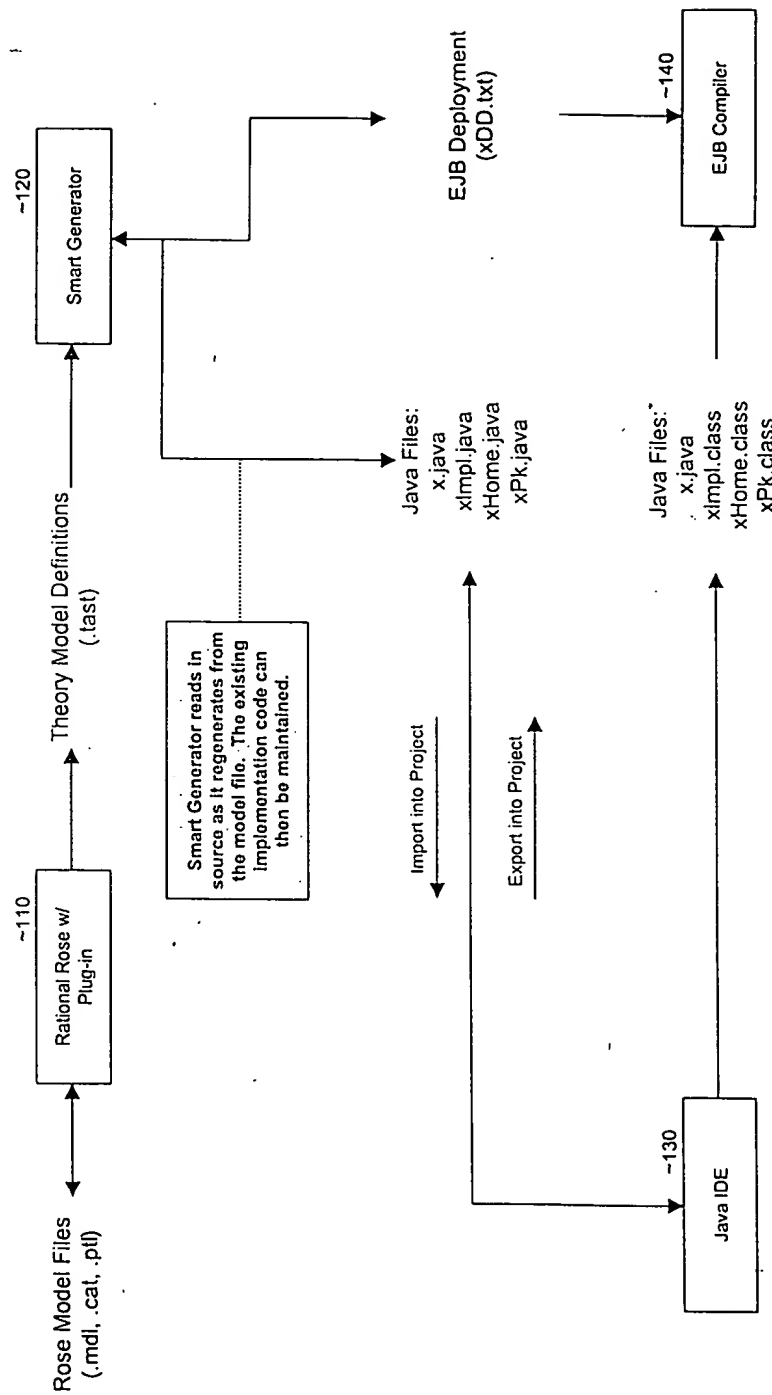 Rose Model Files
(.mdl, .cat, .ptl)
~110
Rational Rose w/
Plug-in
Theory Model Definitions
(.tast)
~120
Smart Generator
Smart Generator reads in
source as it regenerates from
the model file. The existing
implementation code can
then be maintained.
Java Files:
x.java
xImpl.java
xHome.java
xPk.java
EJB Deployment
(xDD.txt)
Import into Project
Export into Project
~130
Java IDE
Java Files:
x.java
xImpl.class
xHome.class
xPk.class
~140
EJB Compiler